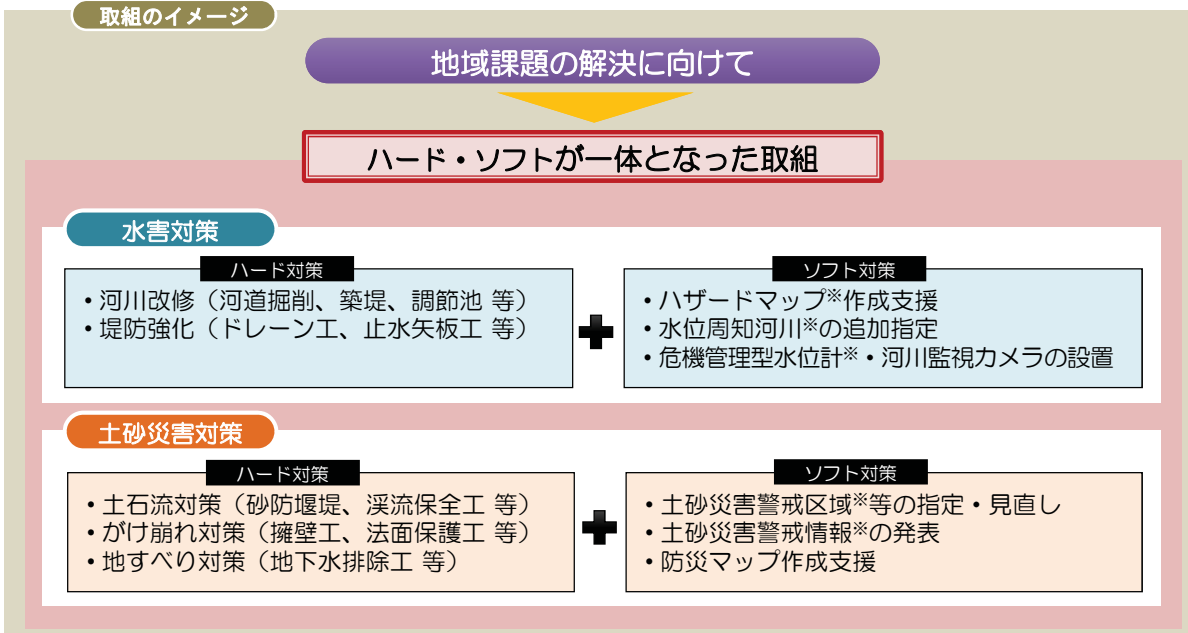 取組のイメージ
地域課題の解決に向けて
ハード・ソフトが一体となった取組
水害対策
ハード対策
・河川改修（河道掘削、築堤、調節池 等）
・堤防強化（ドレーン工、止水矢板工 等）
ソフト対策
・ハザードマップ※作成支援
・水位周知河川※の追加指定
・危機管理型水位計※・河川監視カメラの設置
土砂災害対策
ハード対策
・土石流対策（砂防堰堤、渓流保全工 等）
・がけ崩れ対策（擁壁工、法面保護工 等）
・地すべり対策（地下水排除工 等）
ソフト対策
・土砂災害警戒区域※等の指定・見直し
・土砂災害警戒情報※の発表
・防災マップ作成支援